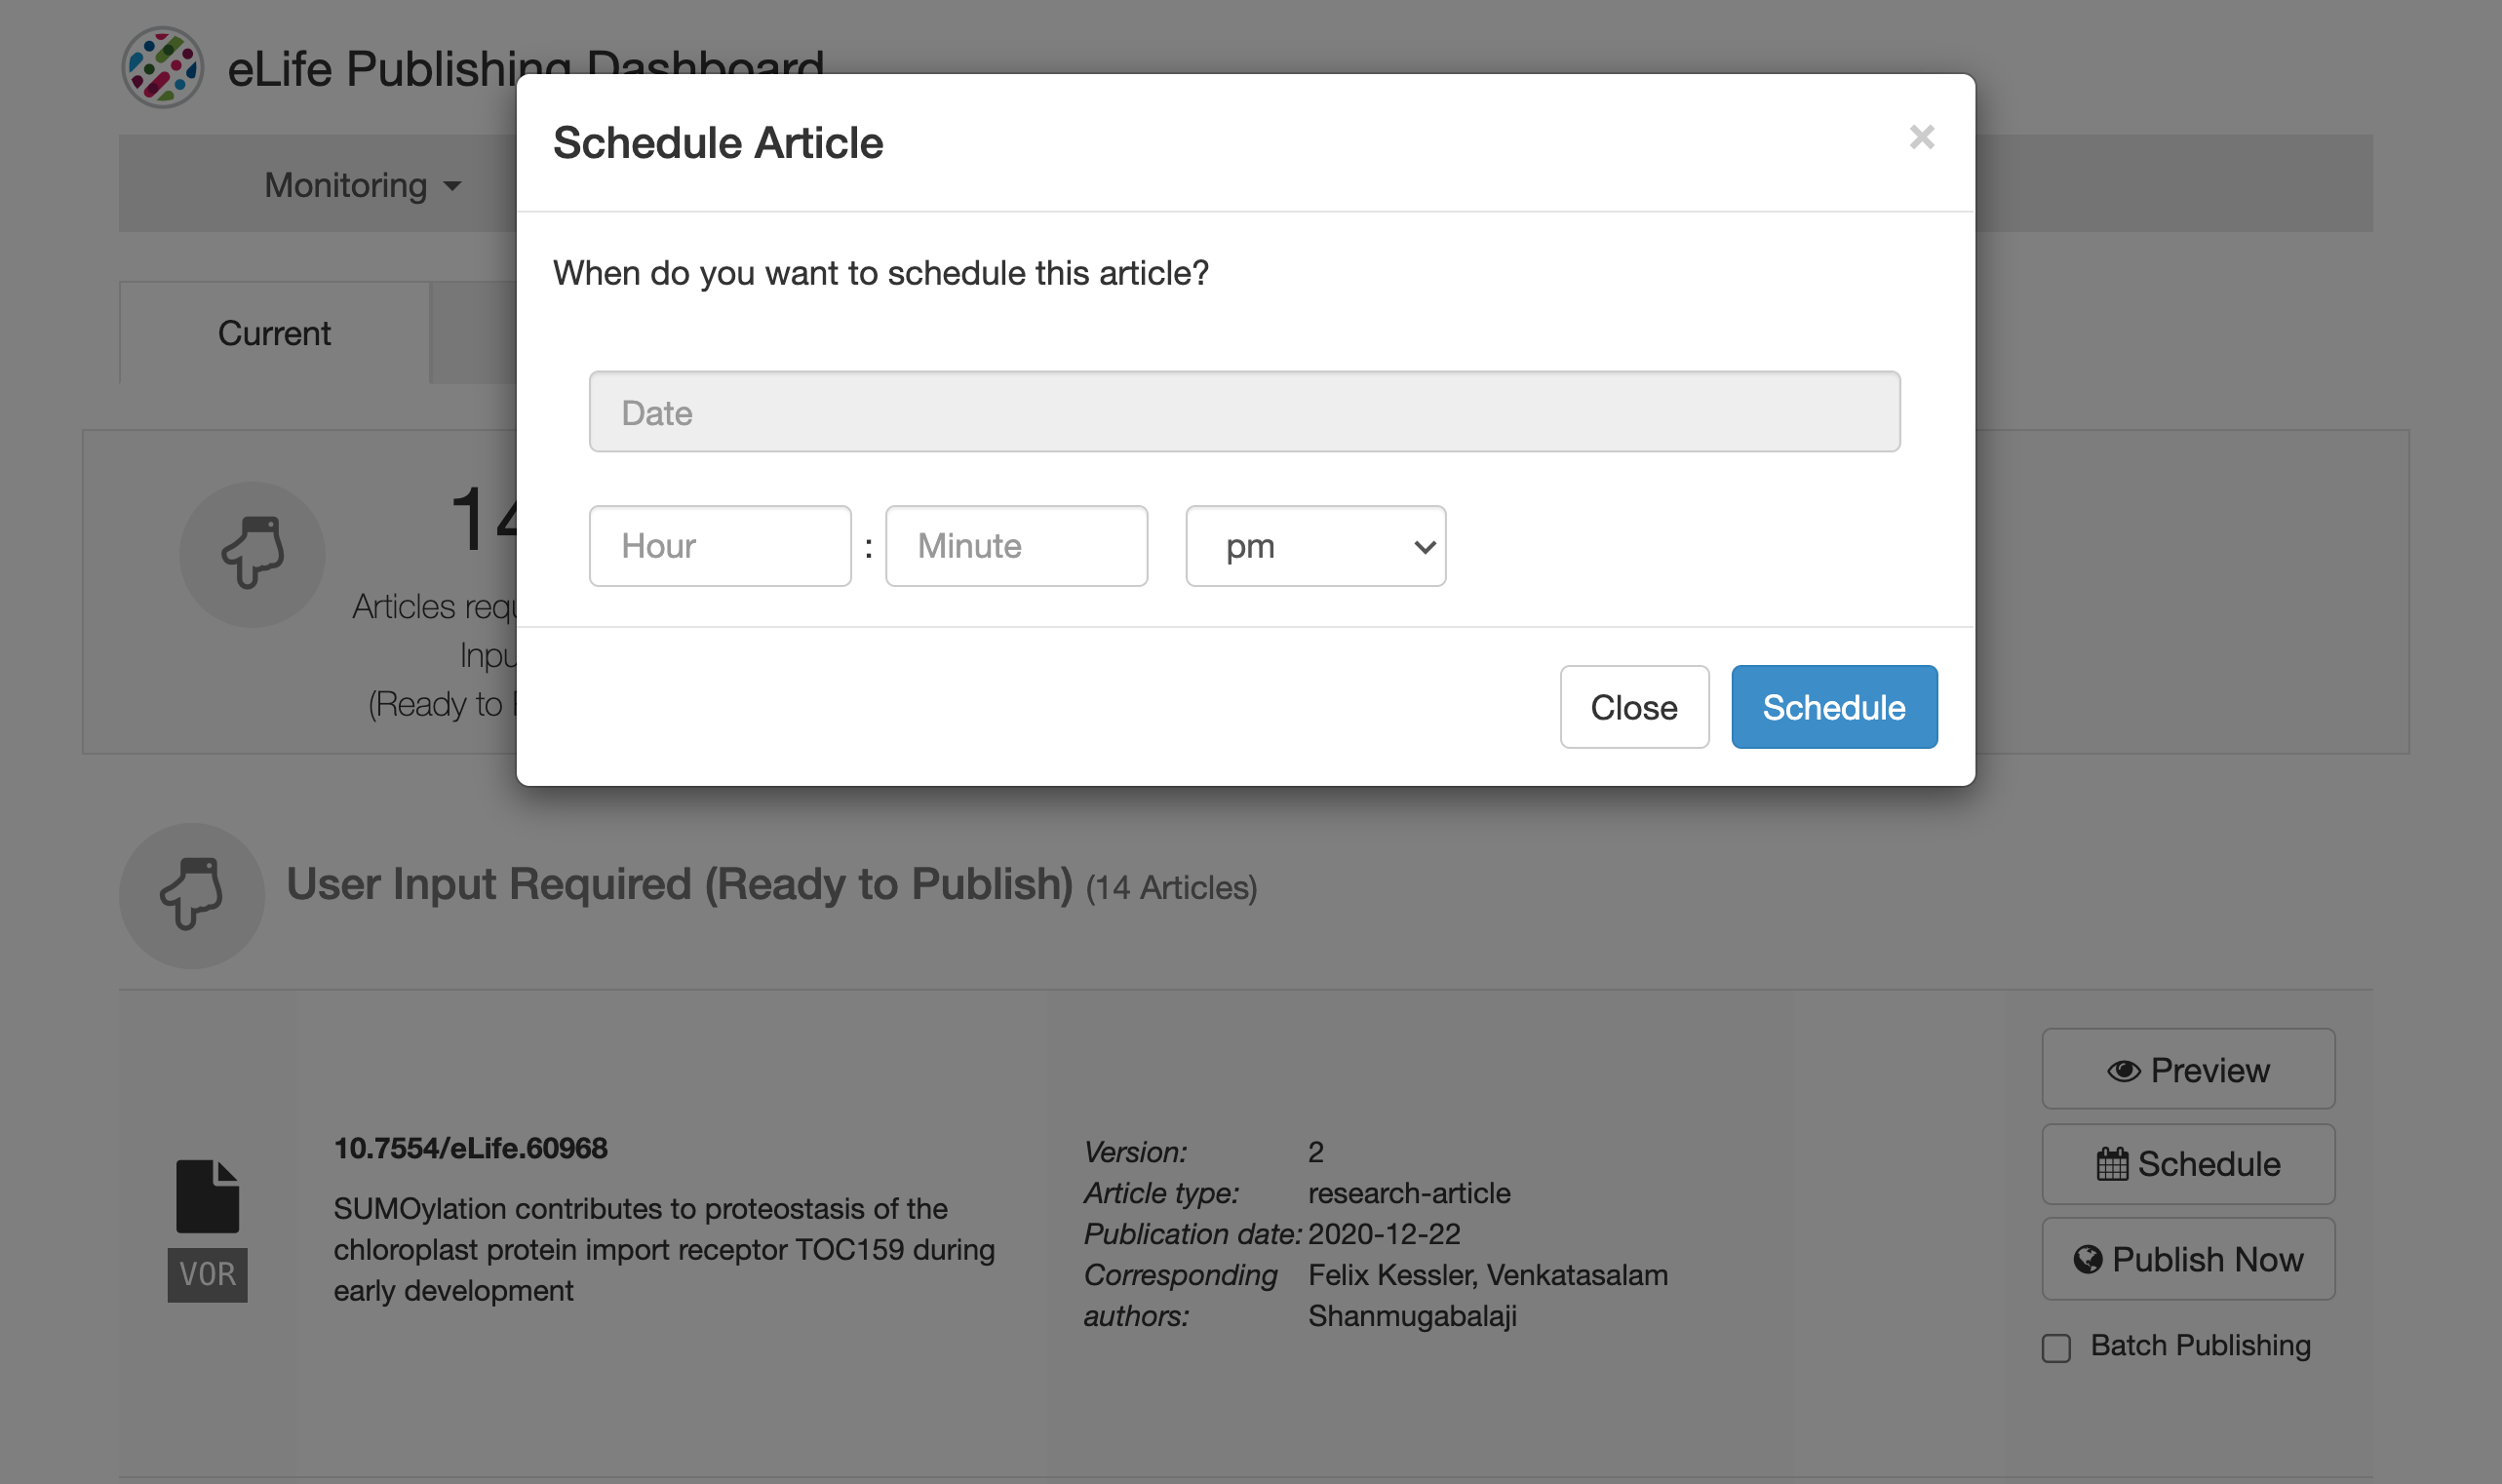 eLife Publishing Dashboard
Schedule Article
×
Monitoring
When do you want to schedule this article?
Current
Date
14
Hour : Minute pm
Articles
Input
(Ready to
Close Schedule
User Input Required (Ready to Publish) (14 Articles)
Preview
Schedule
Publish Now
Batch Publishing
10.7554/eLife.60968
SUMOylation contributes to proteostasis of the
chloroplast protein import receptor TOC159 during
early development
VOR
Version: 2
Article type: research-article
Publication date: 2020-12-22
Corresponding Felix Kessler, Venkatasalam
authors: Shanmugabalaji